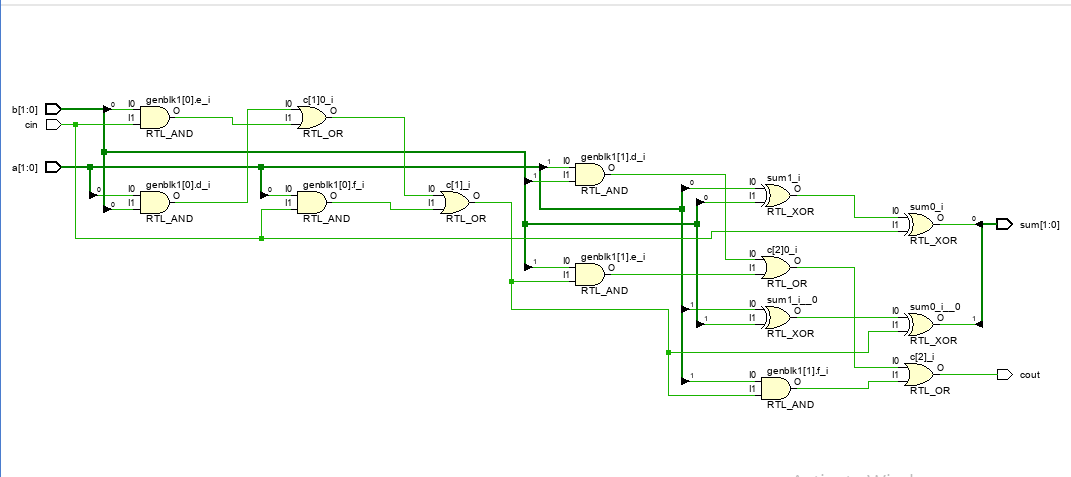 b[1:0]
cin
a[1:0]
0
0
genblk1[0].e_i
I0
I1
O
RTL_AND
genblk1[0].d_i
0
I0
I1
O
RTL_AND
c[1]0_i
I0
I1
O
RTL_OR
genblk1[0].f_i
0
I0
I1
O
RTL_AND
c[1]_i
I0
I1
O
RTL_OR
genblk1[1].d_i
1
1
I0
I1
O
RTL_AND
genblk1[1].e_i
1
I0
I1
O
RTL_AND
sum1_i
0
0
I0
I1
O
RTL_XOR
c[2]0_i
I0
I1
O
RTL_OR
sum1_i__0
1
1
I0
I1
O
RTL_XOR
genblk1[1].f_i
1
I0
I1
O
RTL_AND
sum0_i
I0
I1
O
0
RTL_XOR
sum0_i__0
I0
I1
O
1
RTL_XOR
c[2]_i
I0
I1
O
RTL_OR
sum[1:0]
cout